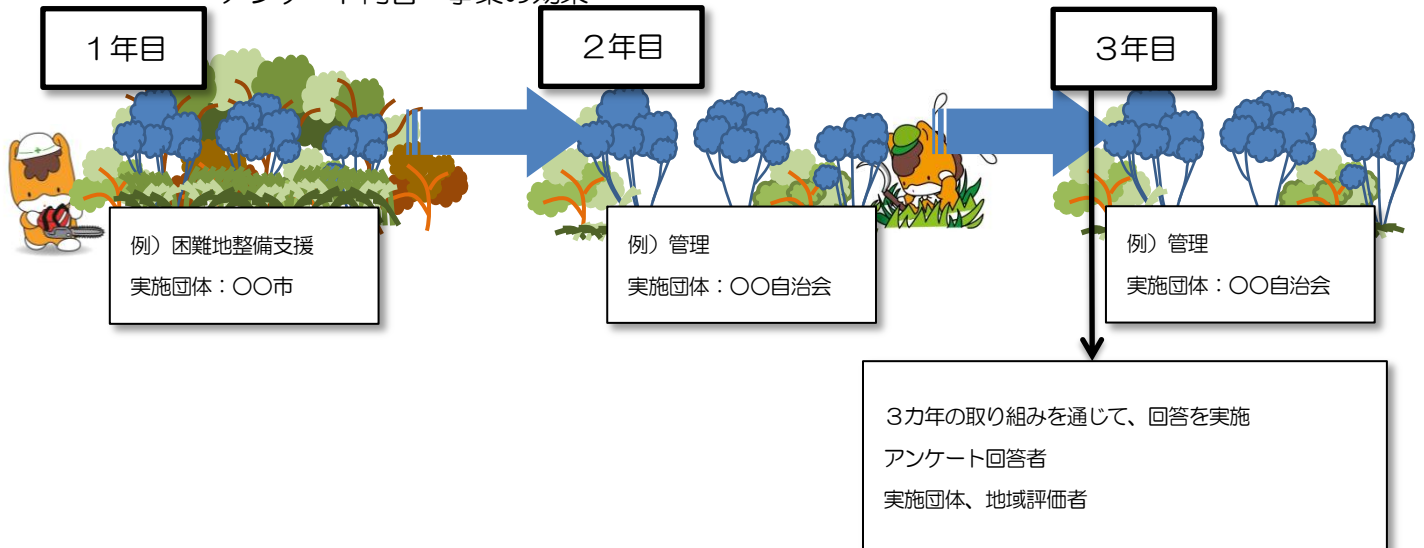 １年目
２年目
３年目
例）困難地整備支援
実施団体：〇〇市
例）管理
実施団体：〇〇自治会
例）管理
実施団体：〇〇自治会
３カ年の取り組みを通じて、回答を実施
アンケート回答者
実施団体、地域評価者